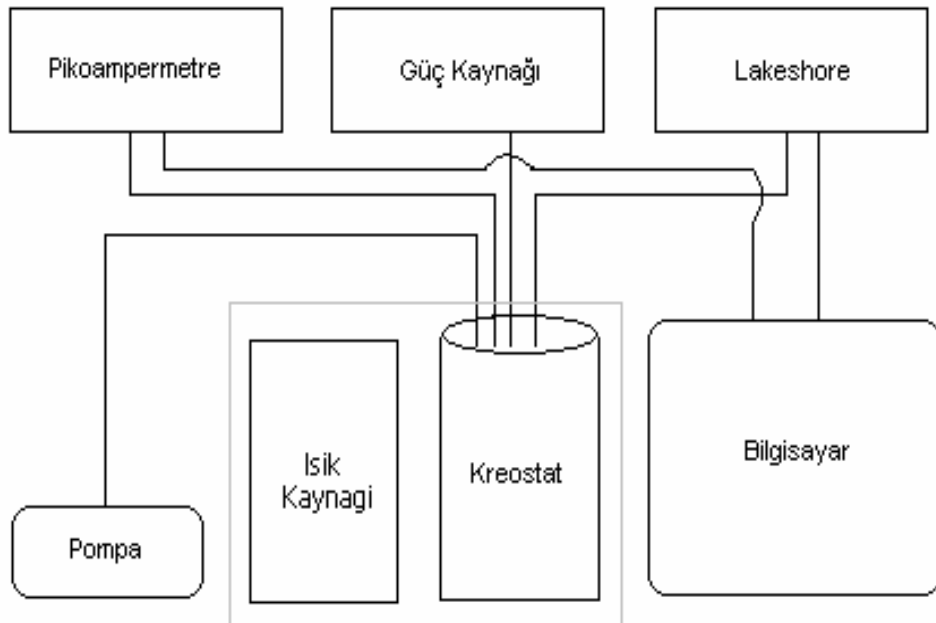 Pikoampermetre
Güç Kaynağı
Lakeshore
Isik
Kaynagi
Kreostat
Bilgisayar
Pompa